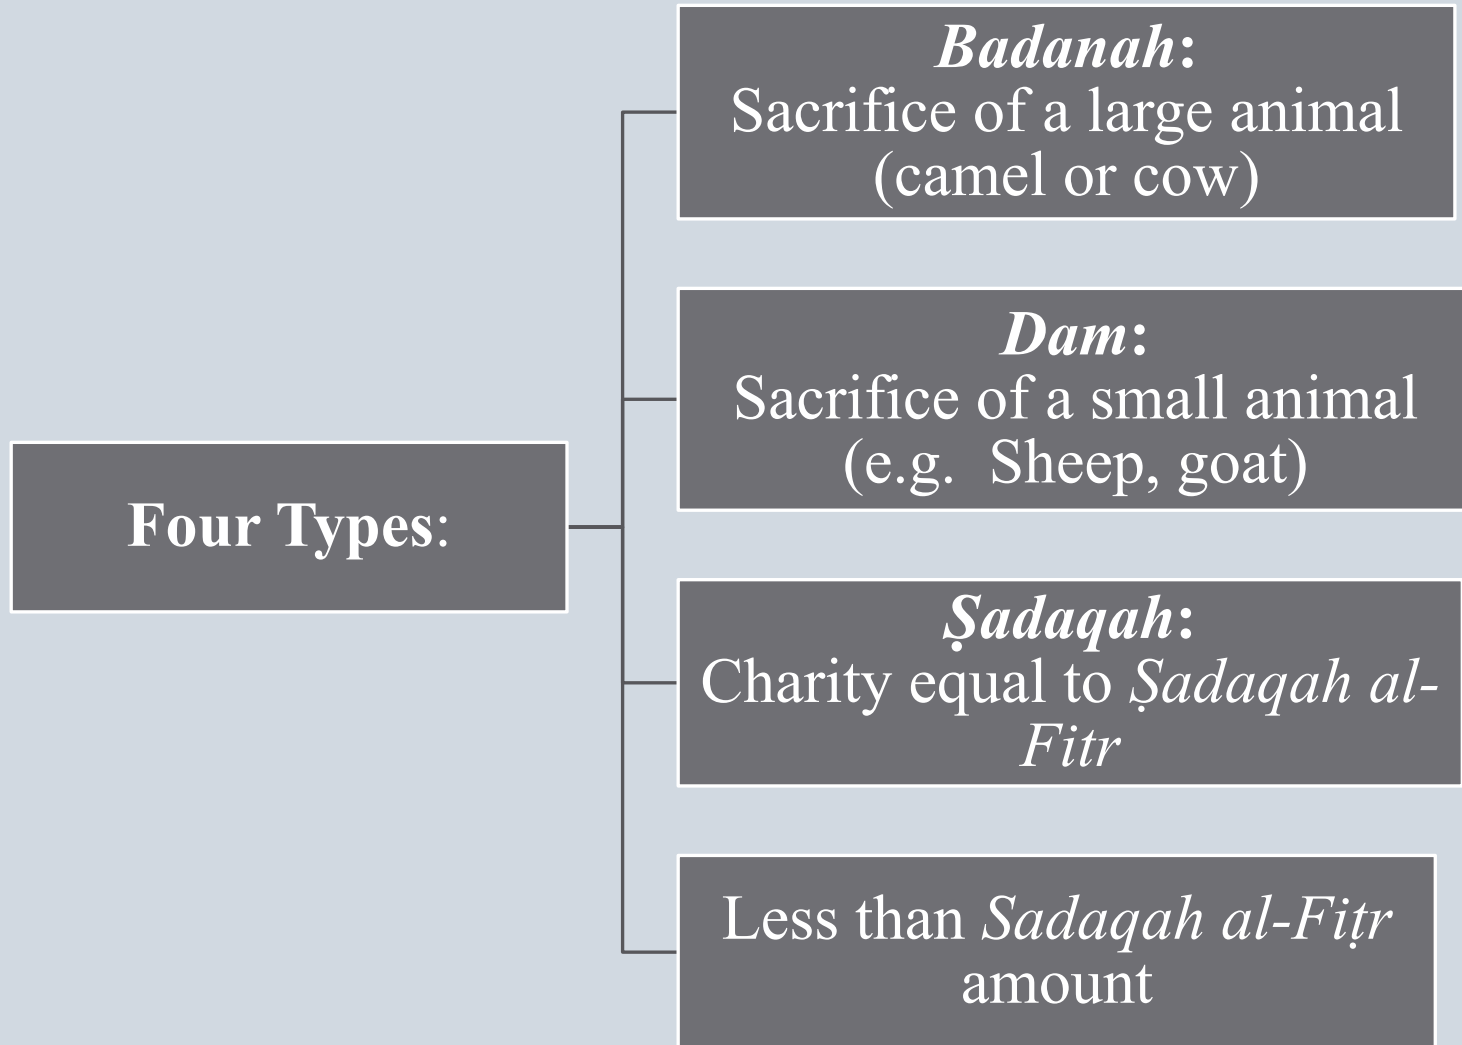 Four Types:
Badanah:
Sacrifice of a large animal
(camel or cow)
Dam:
Sacrifice of a small animal
(e.g.  Sheep, goat)
Ṣadaqah:
Charity equal to Ṣadaqah al-
Fitr
Less than Sadaqah al-Fiṭr
amount